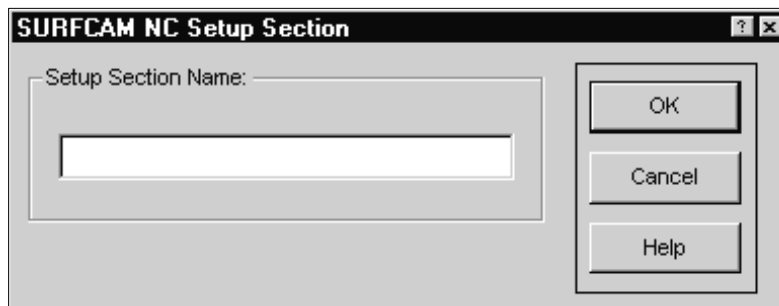 SURFCAM NC Setup Section
Setup Section Name:
OK
Cancel
Help